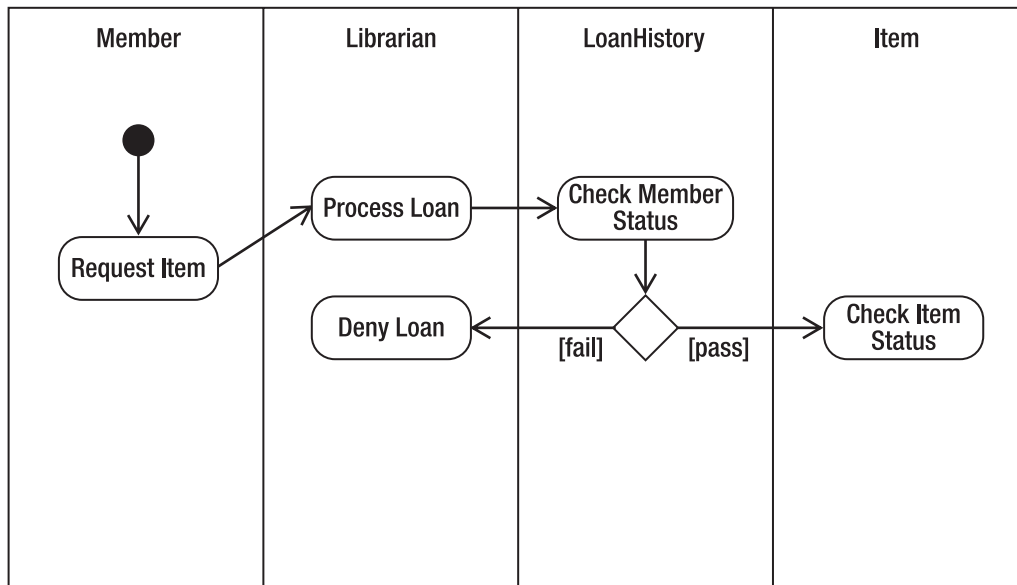 Member
Librarian
LoanHistory
Item
Request Item
Process Loan
Check Member
Status
Deny Loan
[fail]
[pass]
Check Item
Status